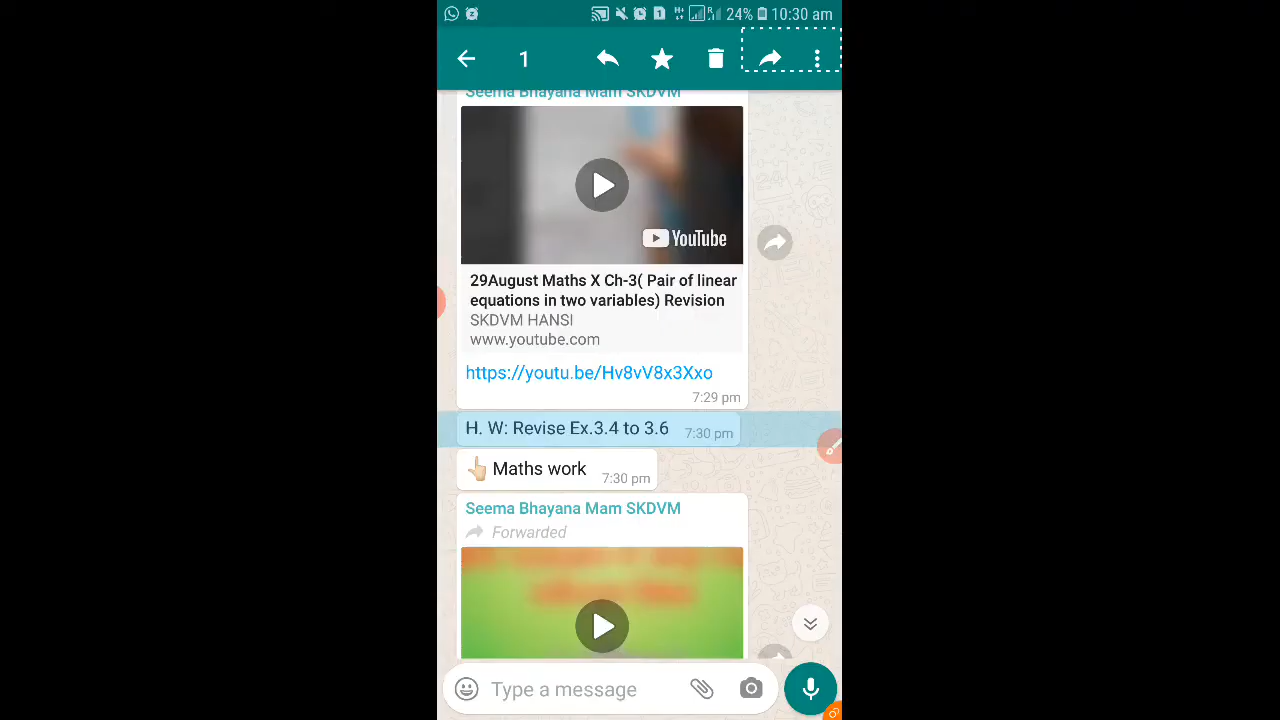 24% 10:30 am
1
Seema Bhayana Mam SKDVM
YouTube
29August Maths X Ch-3( Pair of linear
equations in two variables) Revision
SKDVM HANSI
www.youtube.com
https://youtu.be/Hv8vV8x3Xxo
7:29 pm
H. W: Revise Ex.3.4 to 3.6 7:30 pm
👆🏻 Maths work 7:30 pm
Seema Bhayana Mam SKDVM
Forwarded
Type a message